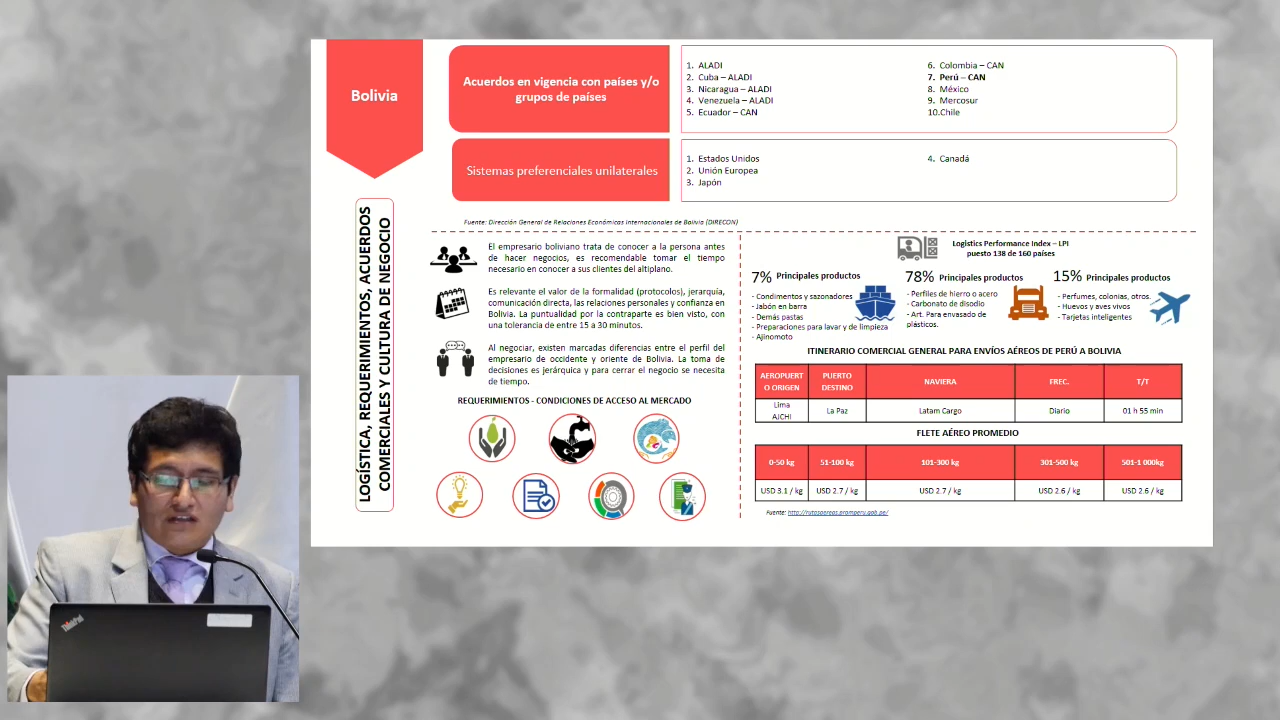 Bolivia
Acuerdos en vigencia con países y/o
grupos de países
1. ALADI
2. Cuba – ALADI
3. Nicaragua – ALADI
4. Venezuela – ALADI
5. Ecuador – CAN
6. Colombia – CAN
7. Perú – CAN
8. México
9. Mercosur
10.Chile
Sistemas preferenciales unilaterales
1. Estados Unidos
2. Unión Europea
3. Japón
4. Canadá
Fuente: Dirección General de Relaciones Económicas Internacionales de Bolivia (DIRECON)
LOGÍSTICA, REQUERIMIENTOS, ACUERDOS
COMERCIALES Y CULTURA DE NEGOCIO
El empresario boliviano trata de conocer a la persona antes
de hacer negocios, es recomendable tomar el tiempo
necesario en conocer a sus clientes del altiplano.
Es relevante el valor de la formalidad (protocolos), jerarquía,
comunicación directa, las relaciones personales y confianza en
Bolivia. La puntualidad por la contraparte es bien visto, con
una tolerancia de entre 15 a 30 minutos.
Al negociar, existen marcadas diferencias entre el perfil del
empresario de occidente y oriente de Bolivia. La toma de
decisiones es jerárquica y para cerrar el negocio se necesita
de tiempo.
REQUERIMIENTOS - CONDICIONES DE ACCESO AL MERCADO
Logistics Performance Index – LPI
puesto 138 de 160 países
7% Principales productos
- Condimentos y sazonadores
- Jabón en barra
- Demás pastas
- Preparaciones para lavar y de limpieza
- Ajinomoto
78% Principales productos
- Perfiles de hierro o acero
- Carbonato de disodio
- Art. Para envasado de
plásticos.
15% Principales productos
- Perfumes, colonias, otros.
- Huevos y aves vivos
- Tarjetas inteligentes
ITINERARIO COMERCIAL GENERAL PARA ENVÍOS AÉREOS DE PERÚ A BOLIVIA
AEROPUERT
O ORIGEN
PUERTO
DESTINO
NAVIERA
FREC.
T/T
Lima
AJCHI
La Paz
Latam Cargo
Diario
01 h 55 min
FLETE AÉREO PROMEDIO
0-50 kg
51-100 kg
101-300 kg
301-500 kg
501-1 000kg
USD 3.1 / kg
USD 2.7 / kg
USD 2.7 / kg
USD 2.6 / kg
USD 2.6 / kg
Fuente: http://rutasaereas.promperu.gob.pe/
ThinkPad